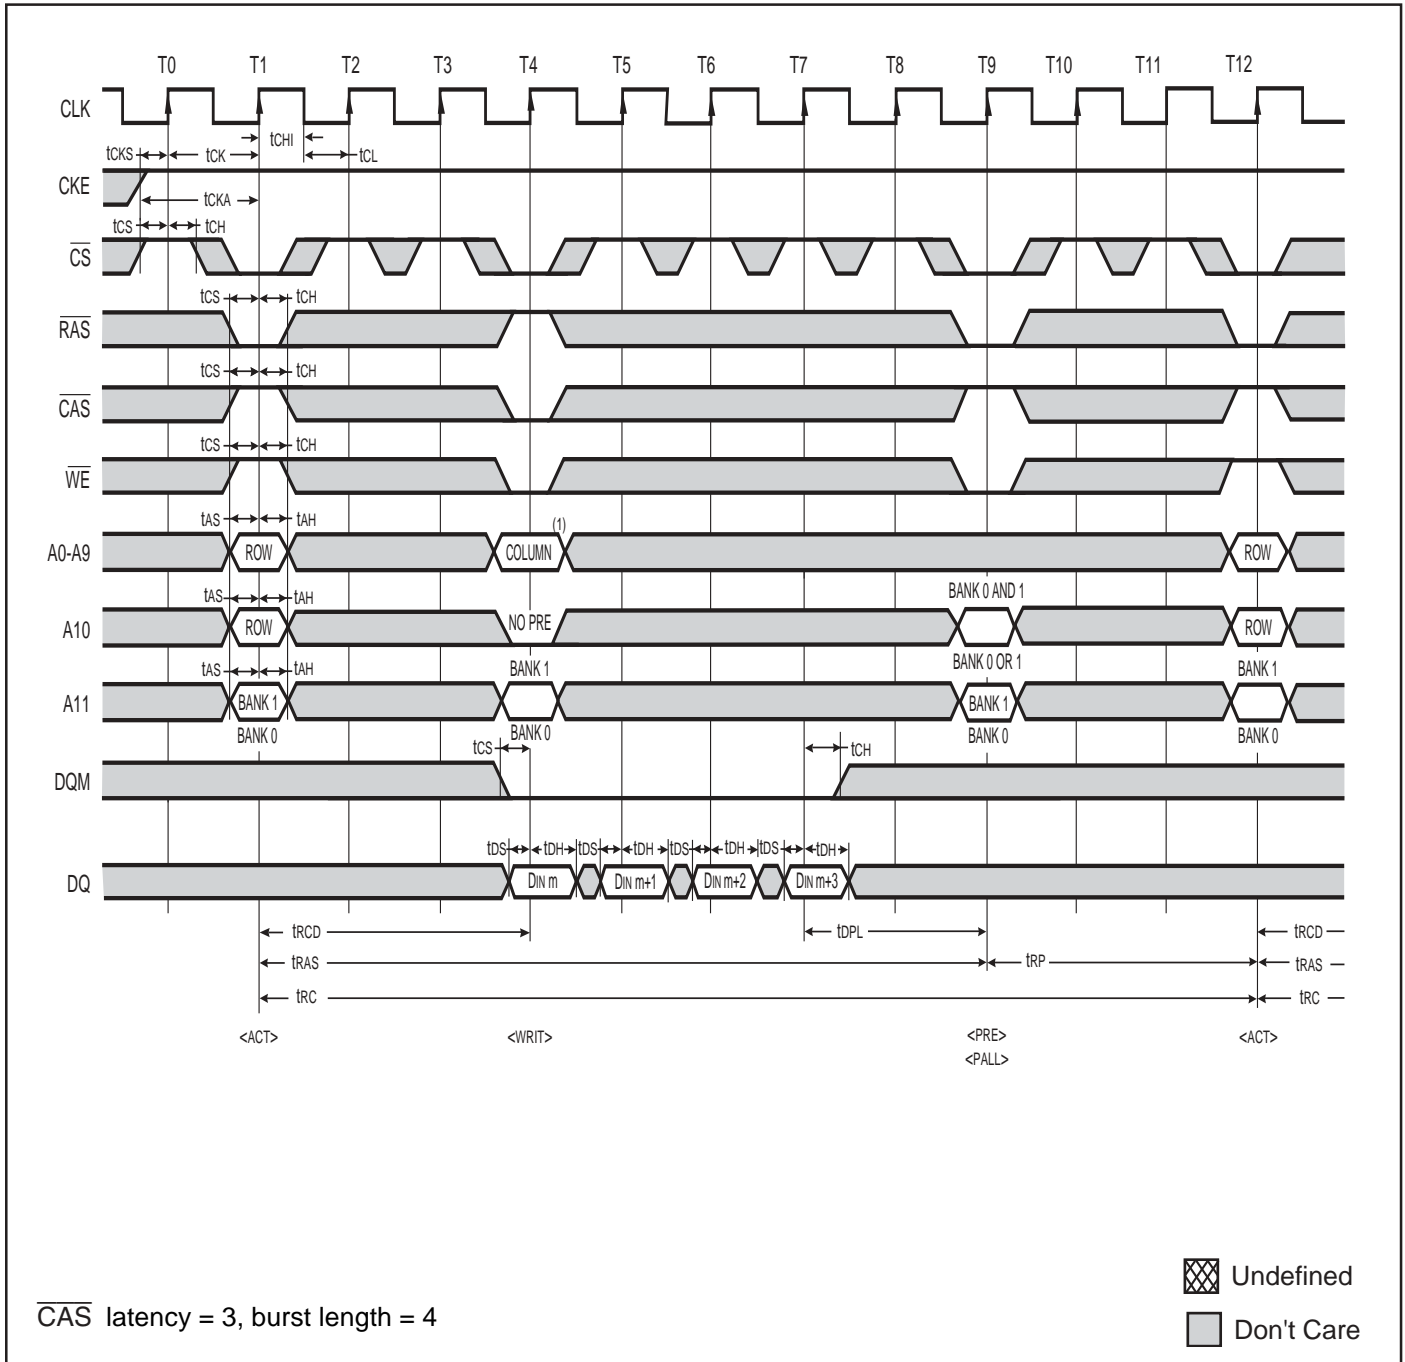 T0 T1 T2 T3 T4 T5 T6 T7 T8 T9 T10 T11 T12
CLK
tCHI
tCKS tCK tCL
CKE
tCKA
tCS tCH
CS
tCS tCH
RAS
tCS tCH
CAS
tCS tCH
WE
tAS tAH (1)
A0-A9 ROW COLUMN ROW
tAS tAH BANK 0 AND 1
A10 ROW NO PRE ROW
tAS tAH BANK 1 BANK 0 OR 1 BANK 1
A11 BANK 1 BANK 1
BANK 0 BANK 0 BANK 0 BANK 0
tCS tCH
DQM
tDS tDH tDS tDH tDS tDH tDS tDH
DQ DIN m DIN m+1 DIN m+2 DIN m+3
tRCD tDPL tRCD
tRAS tRP tRAS
tRC tRC
<ACT> <WRIT> <PRE> <ACT>
<PALL>
Undefined
CAS latency = 3, burst length = 4
Don't Care